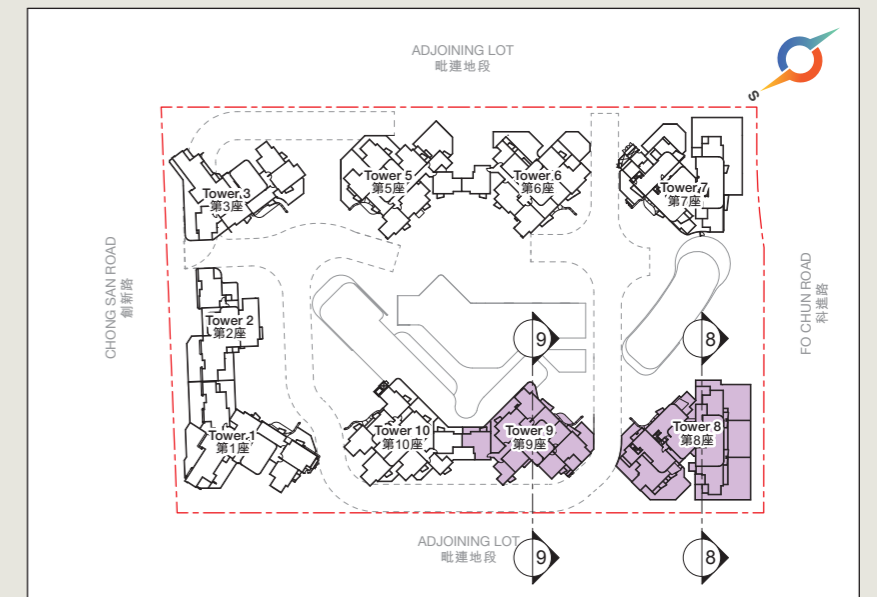 ADJOINING LOT
毗連地段
S
Tower 3
第3座
Tower 5
第5座
Tower 6
第6座
Tower 7
第7座
CHONG SAN ROAD
創新路
FO CHUN ROAD
科進路
Tower 2
第2座
9
8
Tower 1
第1座
Tower 10
第10座
Tower 9
第9座
Tower 8
第8座
ADJOINING LOT
毗連地段
9
8